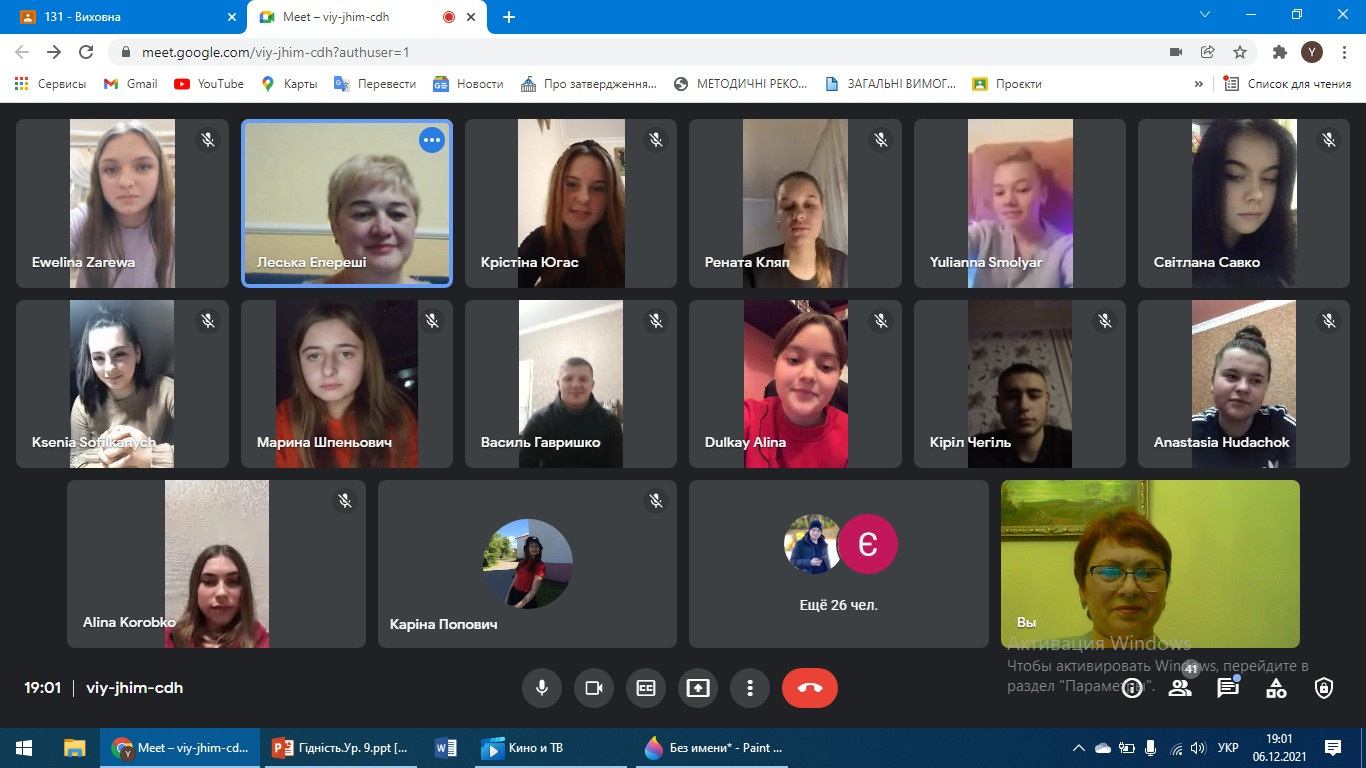 131 - Виховна
Meet – viy-jhim-cdh
meet.google.com/viy-jhim-cdh?authuser=1
Y
Сервисы
Gmail
YouTube
Карты
Перевести
Новости
Про затвердження...
МЕТОДИЧНІ РЕКО...
ЗАГАЛЬНІ ВИМОГ...
Проєкти
»
Список для чтения
Ewelina Zarewa
Леська Епереші
Крістіна Югас
Рената Кляп
Yulianna Smolyar
Світлана Савко
Ksenia Sofilkanych
Марина Шпеньович
Василь Гавришко
Dulkay Alina
Кіріл Чегіль
Anastasia Hudachok
Alina Korobko
Каріна Попович
Є
Ещё 26 чел.
Вы
Активация Windows
Чтобы активировать Windows, перейдите в
раздел "Параметры".
19:01 | viy-jhim-cdh
41
Meet – viy-jhim-cd...
Гідність.Ур. 9.ppt [...
Кино и ТВ
Без имени* - Paint ...
УКР
19:01
06.12.2021